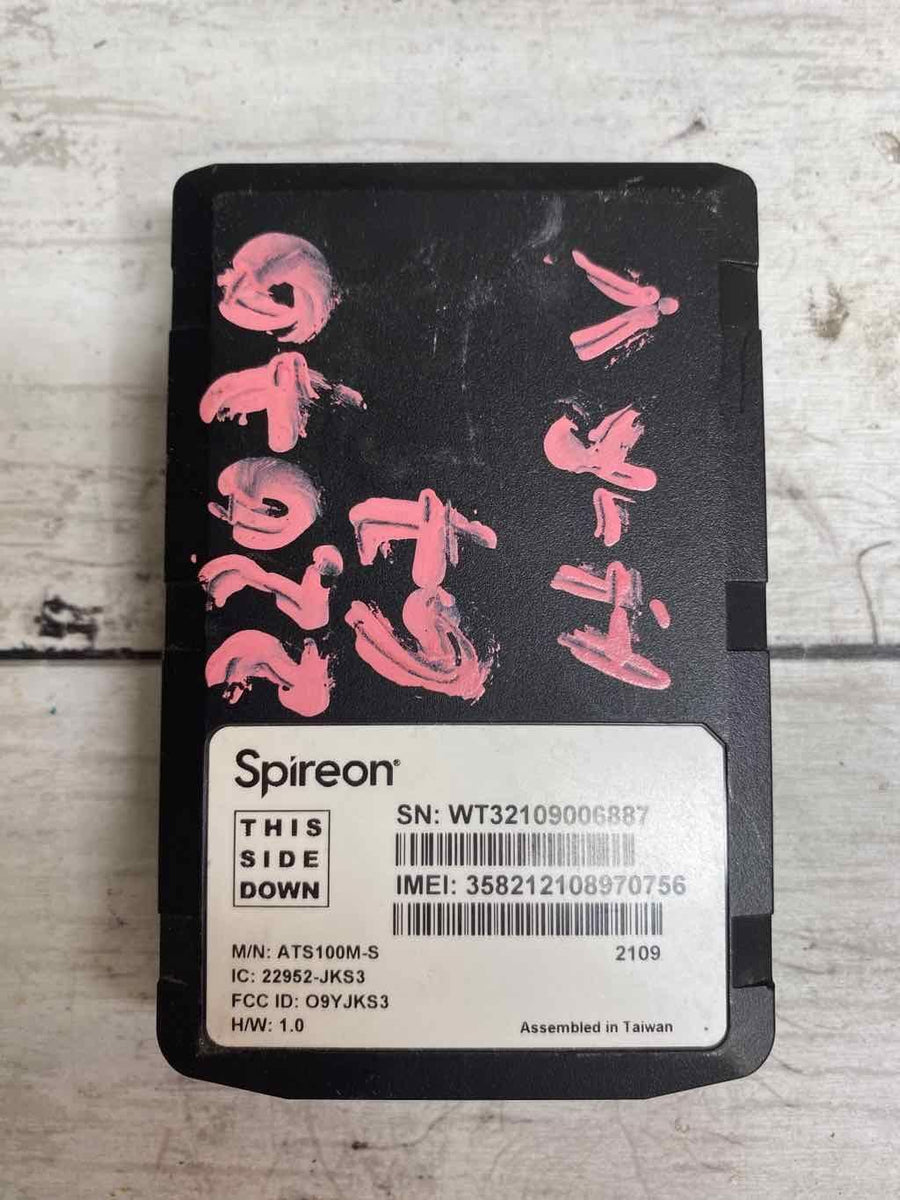 Spireon®
THIS
SIDE
DOWN
SN: WT32109006887
IMEI: 358212108970756
M/N: ATS100M-S
2109
IC: 22952-JKS3
FCC ID: O9YJKS3
H/W: 1.0
Assembled in Taiwan